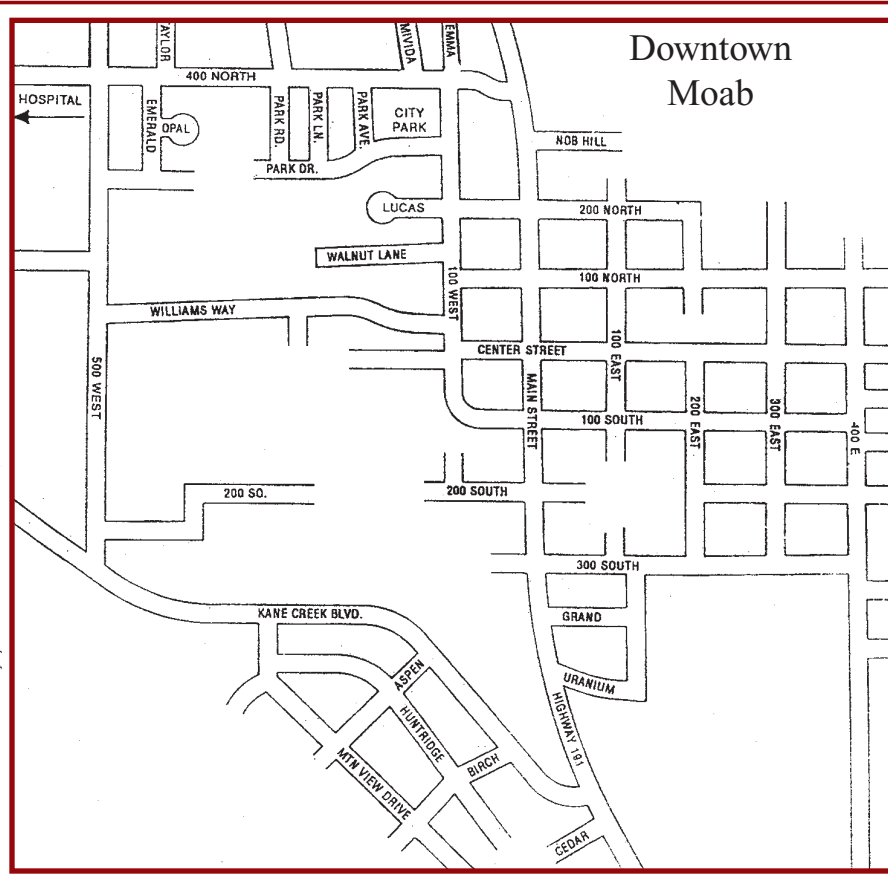 Downtown
Moab
TAYLOR
MIVIDA
EMMA
400 NORTH
HOSPITAL
EMERALD
OPAL
PARK RD.
PARK LN.
PARK AVE.
CITY
PARK
NOB HILL
PARK DR.
LUCAS
200 NORTH
WALNUT LANE
100 WEST
100 NORTH
WILLIAMS WAY
CENTER STREET
100 EAST
500 WEST
MAIN STREET
100 SOUTH
200 EAST
300 EAST
400 E
200 SO.
200 SOUTH
300 SOUTH
KANE CREEK BLVD.
GRAND
ASPEN
URANIUM
HUNTRIDGE
HIGHWAY 191
MTN VIEW DRIVE
BIRCH
CEDAR